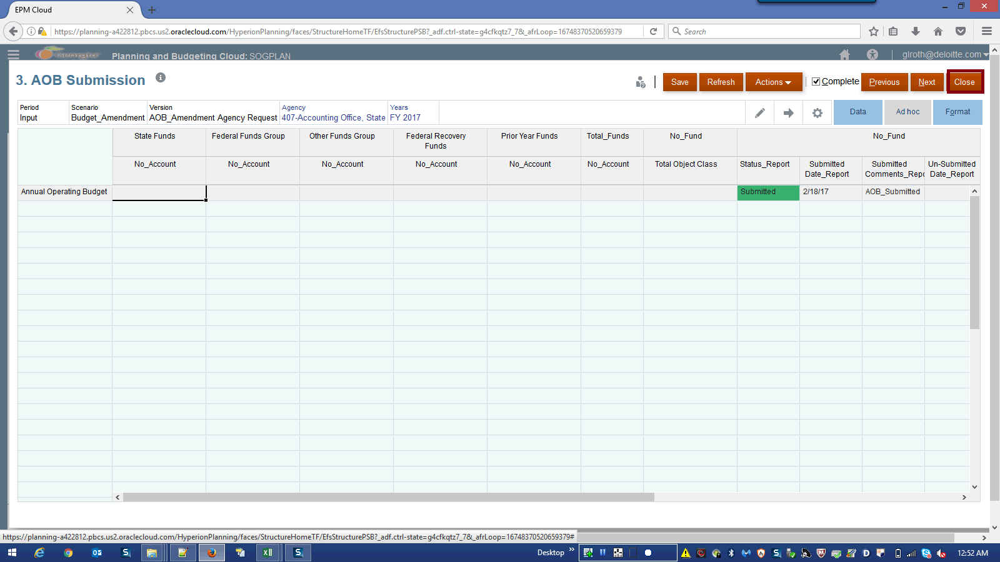 EPM Cloud
https://planning-a422812.pbcs.us2.oraclecloud.com/HyperionPlanning/faces/StructureHomeTF/EfsStructurePSB?_adf.ctrl-state=g4cfkqtz7_7&_afrLoop=16748370520659379
Search
Georgia Planning and Budgeting Cloud: SOGPLAN
glroth@deloitte.com
3. AOB Submission
Save Refresh Actions Complete Previous Next Close
Period Scenario Version Agency Years
Input Budget_Amendment AOB_Amendment Agency Request 407-Accounting Office, State FY 2017
Data Ad hoc Format
State Funds Federal Funds Group Other Funds Group Federal Recovery Funds Prior Year Funds Total_Funds No_Fund No_Fund
No_Account No_Account No_Account No_Account No_Account No_Account Total Object Class Status_Report Submitted Date_Report Submitted Comments_Repo Un-Submitted Date_Report
Annual Operating Budget Submitted 2/18/17 AOB_Submitted
https://planning-a422812.pbcs.us2.oraclecloud.com/HyperionPlanning/faces/StructureHomeTF/EfsStructurePSB?_adf.ctrl-state=g4cfkqtz7_7&_afrLoop=16748370520659379#
Desktop
12:52 AM